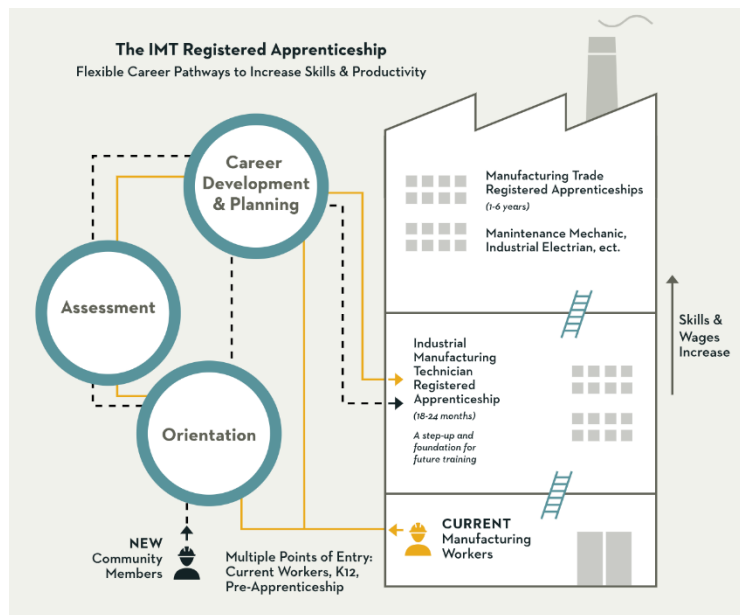 The IMT Registered Apprenticeship
Flexible Career Pathways to Increase Skills & Productivity
Career
Development
& Planning
Assessment
Orientation
NEW
Community
Members
Multiple Points of Entry:
Current Workers, K12,
Pre-Apprenticeship
Manufacturing Trade
Registered Apprenticeships
(1-6 years)
Manintenance Mechanic,
Industrial Electrian, ect.
Industrial
Manufacturing
Technician
Registered
Apprenticeship
(18-24 months)
A step-up and
foundation for
future training
CURRENT
Manufacturing
Workers
Skills &
Wages
Increase